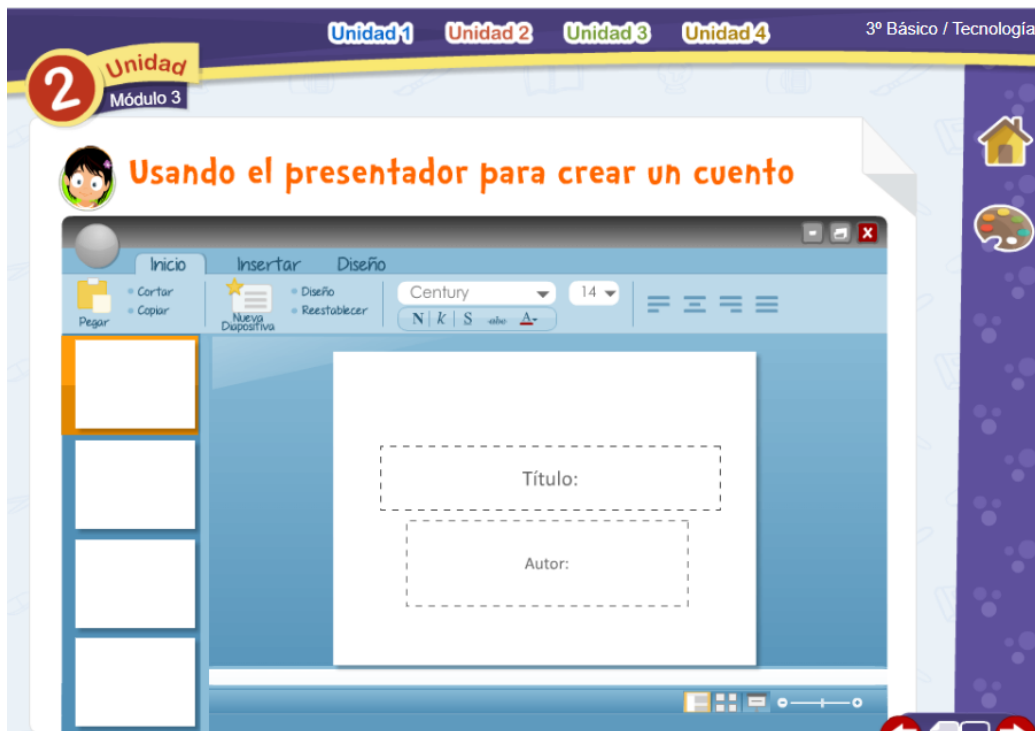 Unidad 1 Unidad 2 Unidad 3 Unidad 4 3º Básico / Tecnología
2 Unidad
Módulo 3
Usando el presentador para crear un cuento
x
Inicio Insertar Diseño
Pegar
Cortar
Copiar
Nueva
Diapositiva
Diseño
Reestablecer
Century 14
N K S abc A
Título:
Autor: